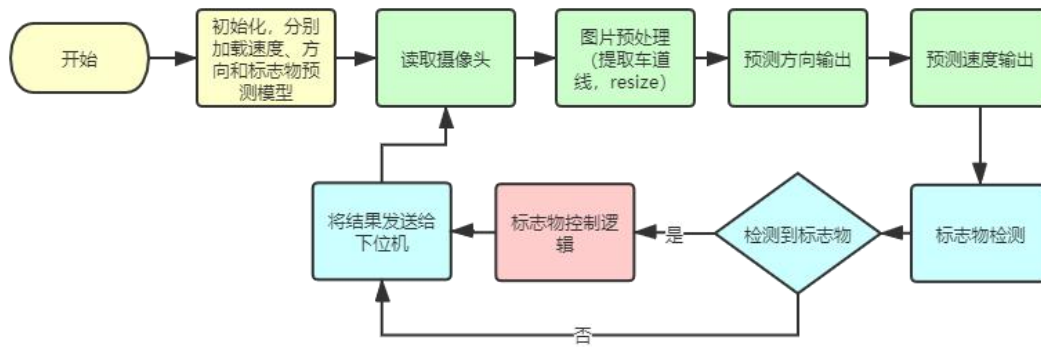 开始
初始化，分别
加载速度、方
向和标志物预
测模型
读取摄像头
图片预处理
（提取车道
线，resize）
预测方向输出
预测速度输出
将结果发送给
下位机
标志物控制逻
辑
是
检测到标志物
标志物检测
否